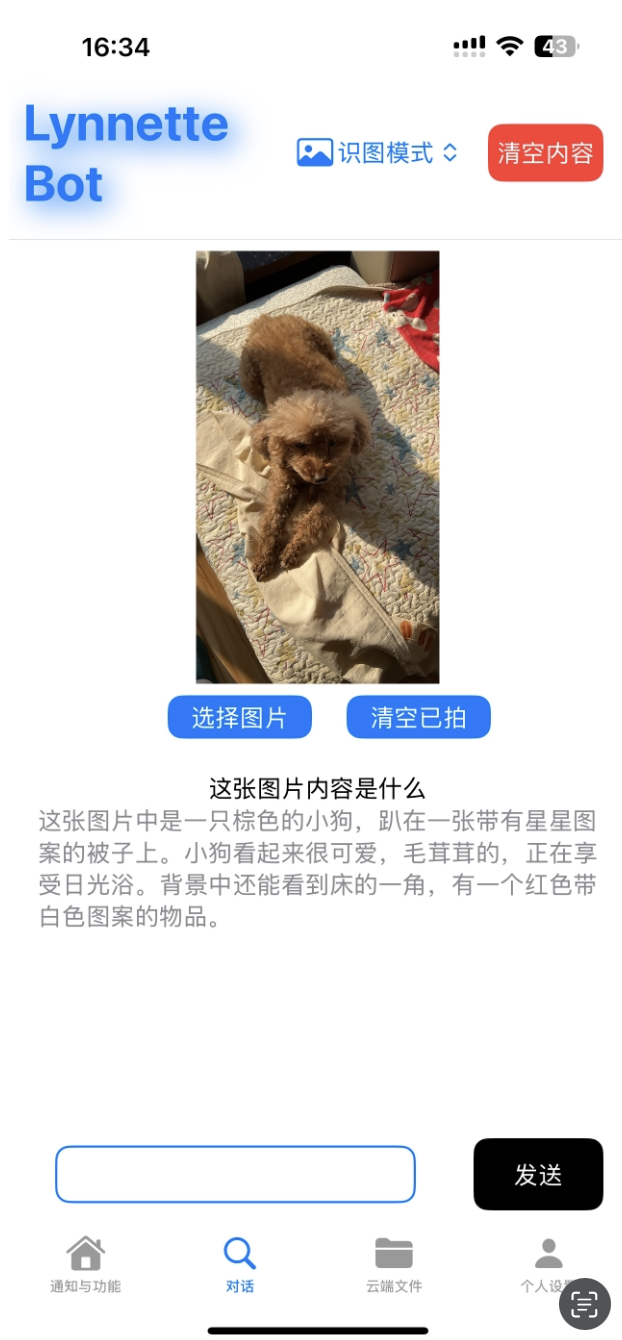 16:34
43
Lynnette
Bot
识图模式
清空内容
选择图片
清空已拍
这张图片内容是什么
这张图片中是一只棕色的小狗，趴在一张带有星星图
案的被子上。小狗看起来很可爱，毛茸茸的，正在享
受日光浴。背景中还能看到床的一角，有一个红色带
白色图案的物品。
发送
通知与功能
对话
云端文件
个人设